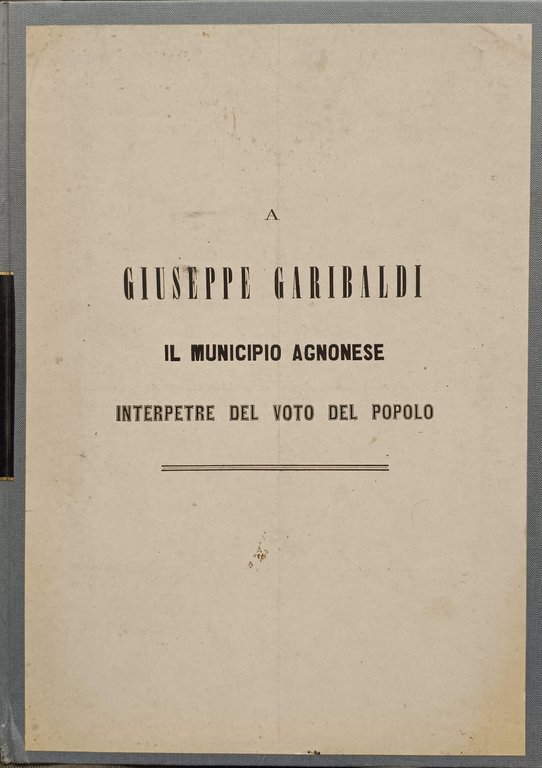 A
GIUSEPPE GARIBALDI
IL MUNICIPIO AGNONESE
INTERPETRE DEL VOTO DEL POPOLO